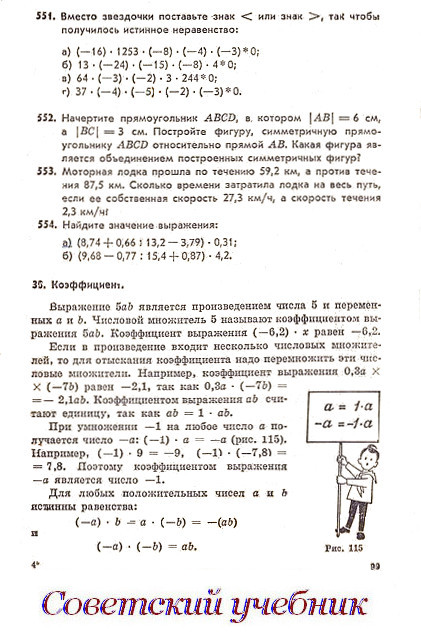 551. Вместо звездочки поставьте знак < или знак >, так чтобы
получилось истинное неравенство:
а) (—16) · 1253 · (—8) · (—4) · (—3) * 0;
б) 13 · (—24) · (—15) · (—8) · 4 * 0;
в) 64 · (—3) · (—2) · 3 · 244 * 0;
г) 37 · (—4) · (—5) · (—2) · (—3) * 0.
552. Начертите прямоугольник ABCD, в котором |AB| = 6 см,
а |BC| = 3 см. Постройте фигуру, симметричную прямо-
угольнику ABCD относительно прямой AB. Какая фигура яв-
ляется объединением построенных симметричных фигур?
553. Моторная лодка прошла по течению 59,2 км, а против тече-
ния 87,5 км. Сколько времени затратила лодка на весь путь,
если ее собственная скорость 27,3 км/ч, а скорость течения
2,3 км/ч?
554. Найдите значение выражения:
а) (8,74 + 0,66 : 13,2 — 3,79) · 0,31;
б) (9,68 — 0,77 : 15,4 + 0,87) · 4,2.
36. Коэффициент.
Выражение 5ab является произведением числа 5 и перемен-
ных a и b. Числовой множитель 5 называют коэффициентом вы-
ражения 5ab. Коэффициент выражения (—6,2) · x равен —6,2.
Если в произведение входит несколько числовых множите-
лей, то для отыскания коэффициента надо перемножить эти чис-
ловые множители. Например, коэффициент выражения 0,3a ×
× (—7b) равен —2,1, так как 0,3a · (—7b) =
= — 2,1ab. Коэффициентом выражения ab счи-
тают единицу, так как ab = 1 · ab.
При умножении —1 на любое число a по-
лучается число —a: (—1) · a = —a (рис. 115).
Например, (—1) · 9 = —9, (—1) · (—7,8) =
= 7,8. Поэтому коэффициентом выражения
—a является число —1.
Для любых положительных чисел a и b
истинны равенства:
(—a) · b = a · (—b) = —(ab)
и
(—a) · (—b) = ab.
a = 1·a
-a = -1·a
Рис. 115
4*
99
Советский учебник